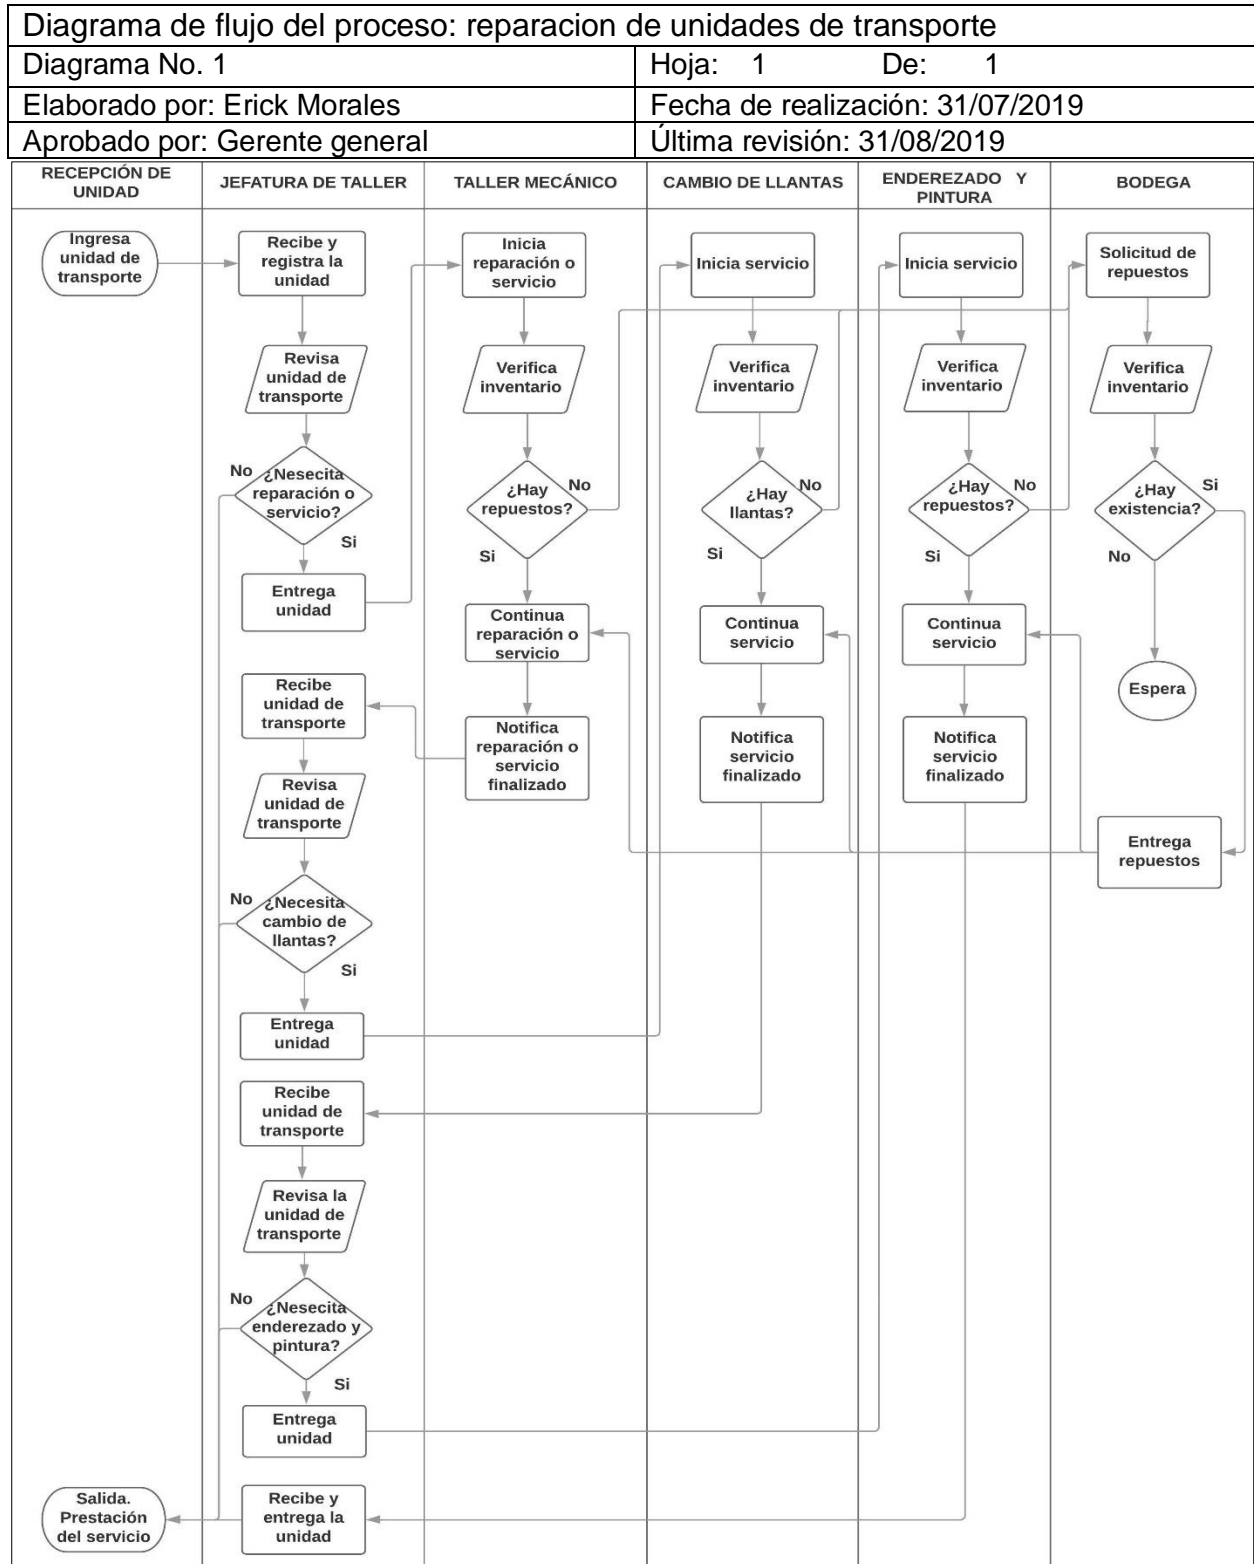 Diagrama de flujo del proceso: reparacion de unidades de transporte
Diagrama No. 1
Hoja: 1 De: 1
Elaborado por: Erick Morales
Fecha de realización: 31/07/2019
Aprobado por: Gerente general
Última revisión: 31/08/2019
RECEPCIÓN DE
UNIDAD
JEFATURA DE TALLER
TALLER MECÁNICO
CAMBIO DE LLANTAS
ENDEREZADO Y
PINTURA
BODEGA
Ingresa
unidad de
transporte
Salida.
Prestación
del servicio
Recibe y
registra la
unidad
Revisa
unidad de
transporte
No
¿Nesecita
reparación o
servicio?
Si
Entrega
unidad
Recibe
unidad de
transporte
Revisa
unidad de
transporte
No
¿Necesita
cambio de
llantas?
Si
Entrega
unidad
Recibe
unidad de
transporte
Revisa la
unidad de
transporte
No
¿Nesecita
enderezado y
pintura?
Si
Entrega
unidad
Recibe y
entrega la
unidad
Inicia
reparación o
servicio
Verifica
inventario
¿Hay
repuestos?
No
Si
Continua
reparación o
servicio
Notifica
reparación o
servicio
finalizado
Inicia servicio
Verifica
inventario
¿Hay
llantas?
No
Si
Continua
servicio
Notifica
servicio
finalizado
Inicia servicio
Verifica
inventario
¿Hay
repuestos?
No
Si
Continua
servicio
Notifica
servicio
finalizado
Solicitud de
repuestos
Verifica
inventario
¿Hay
existencia?
Si
No
Espera
Entrega
repuestos